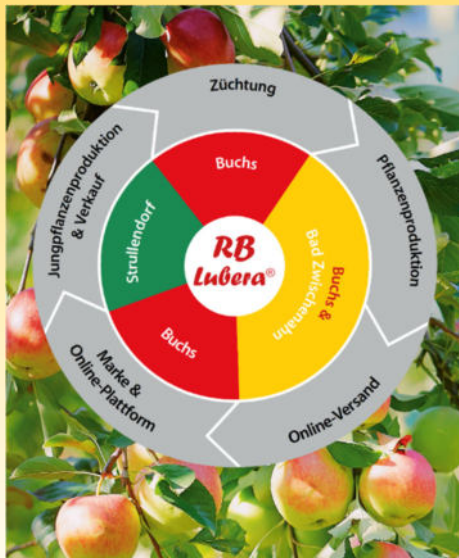 Züchtung
Pflanzenproduktion
Online-Versand
Marke &
Online-Plattform
Jungpflanzenproduktion
& Verkauf
Buchs
Buchs &
Bad Zwischenahn
Buchs
Strullendorf
RB
Lubera®